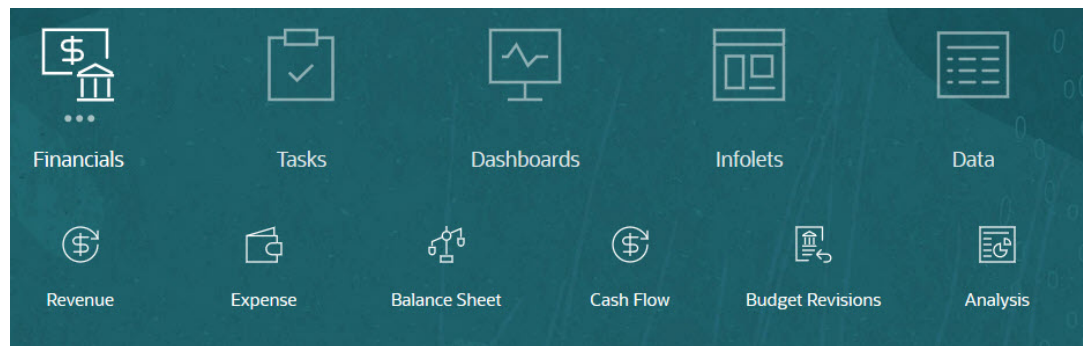 Financials
Tasks
Dashboards
Infolets
Data
Revenue
Expense
Balance Sheet
Cash Flow
Budget Revisions
Analysis